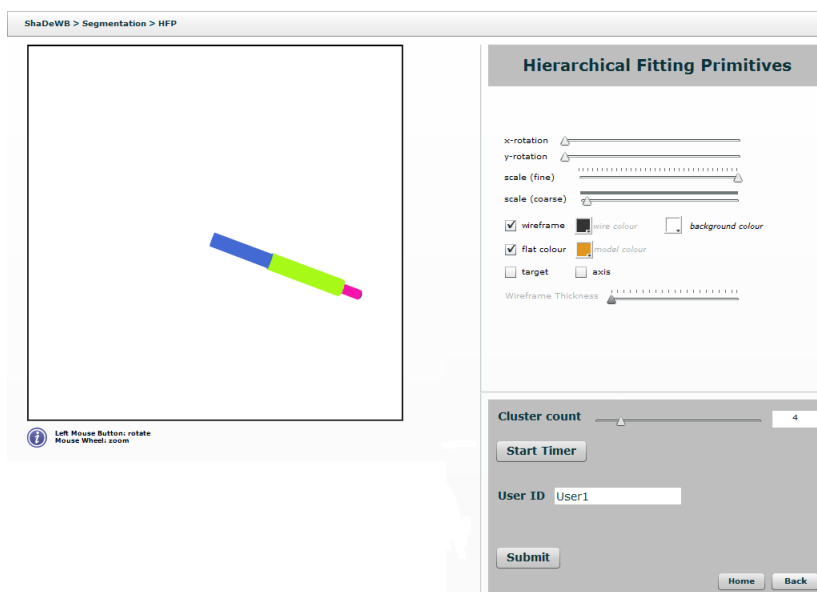 ShaDeWB > Segmentation > HFP
Hierarchical Fitting Primitives
x-rotation
y-rotation
scale (fine)
scale (coarse)
wireframe wire colour background colour
flat colour model colour
target axis
Wireframe Thickness
Left Mouse Button: rotate
Mouse Wheel: zoom
Cluster count 4
Start Timer
User ID User1
Submit
Home Back